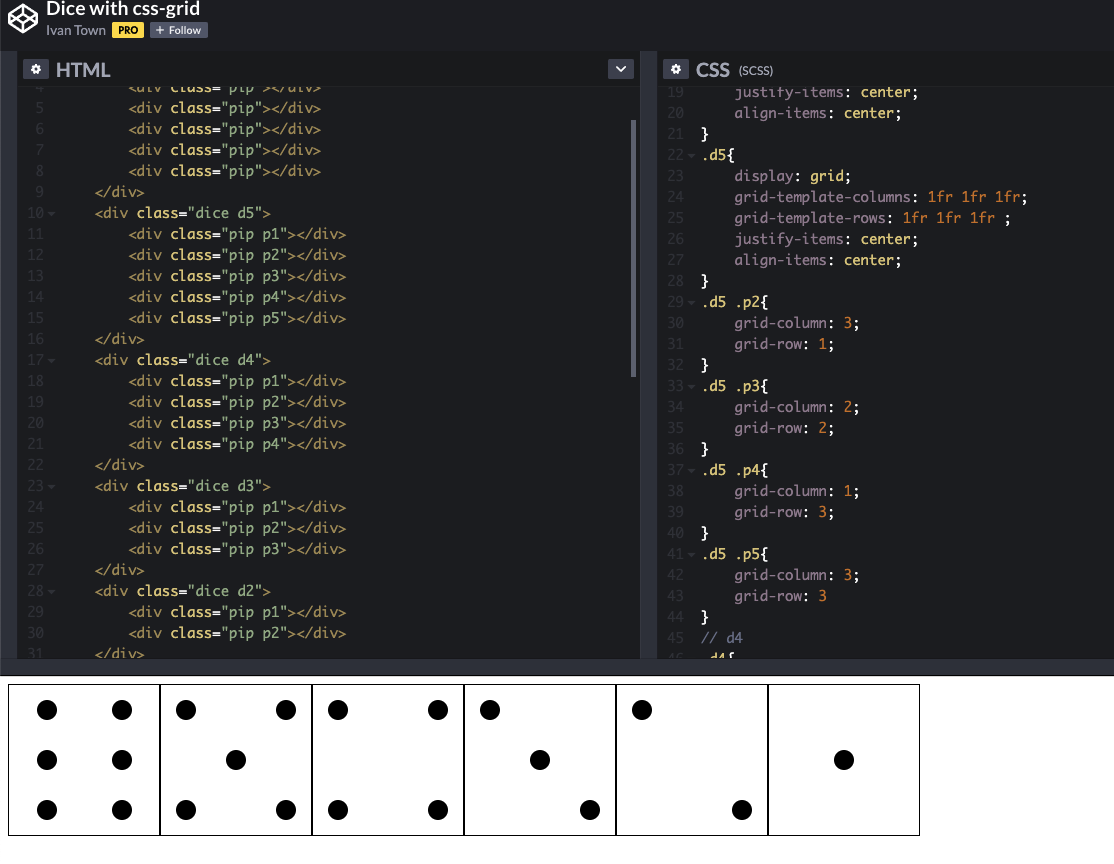 Dice with css-grid
Ivan Town PRO + Follow
HTML
4 <div class="pip"></div>
5 <div class="pip"></div>
6 <div class="pip"></div>
7 <div class="pip"></div>
8 <div class="pip"></div>
9 </div>
10 <div class="dice d5">
11 <div class="pip p1"></div>
12 <div class="pip p2"></div>
13 <div class="pip p3"></div>
14 <div class="pip p4"></div>
15 <div class="pip p5"></div>
16 </div>
17 <div class="dice d4">
18 <div class="pip p1"></div>
19 <div class="pip p2"></div>
20 <div class="pip p3"></div>
21 <div class="pip p4"></div>
22 </div>
23 <div class="dice d3">
24 <div class="pip p1"></div>
25 <div class="pip p2"></div>
26 <div class="pip p3"></div>
27 </div>
28 <div class="dice d2">
29 <div class="pip p1"></div>
30 <div class="pip p2"></div>
31 </div>
CSS (SCSS)
19 justify-items: center;
20 align-items: center;
21 }
22 .d5{
23 display: grid;
24 grid-template-columns: 1fr 1fr 1fr;
25 grid-template-rows: 1fr 1fr 1fr ;
26 justify-items: center;
27 align-items: center;
28 }
29 .d5 .p2{
30 grid-column: 3;
31 grid-row: 1;
32 }
33 .d5 .p3{
34 grid-column: 2;
35 grid-row: 2;
36 }
37 .d5 .p4{
38 grid-column: 1;
39 grid-row: 3;
40 }
41 .d5 .p5{
42 grid-column: 3;
43 grid-row: 3
44 }
45 // d4
46 .d4{